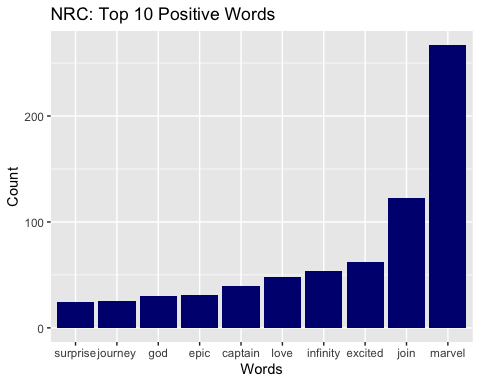 NRC: Top 10 Positive Words
Count
200
100
0
surprise journey god epic captain love infinity excited join marvel
Words